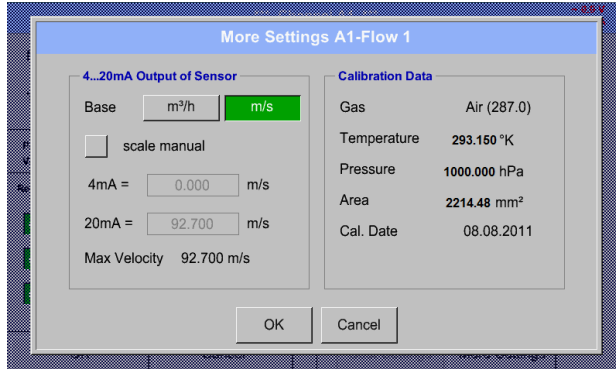 More Settings A1-Flow 1
4...20mA Output of Sensor
Base m³/h m/s
scale manual
4mA = 0.000 m/s
20mA = 92.700 m/s
Max Velocity 92.700 m/s
Calibration Data
Gas Air (287.0)
Temperature 293.150 °K
Pressure 1000.000 hPa
Area 2214.48 mm²
Cal. Date 08.08.2011
OK Cancel